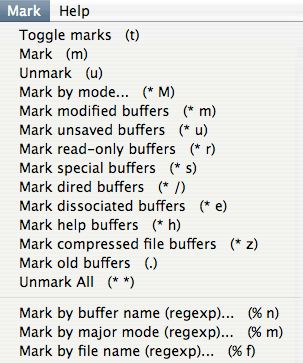 Mark Help
Toggle marks (t)
Mark (m)
Unmark (u)
Mark by mode... (* M)
Mark modified buffers (* m)
Mark unsaved buffers (* u)
Mark read-only buffers (* r)
Mark special buffers (* s)
Mark dired buffers (* /)
Mark dissociated buffers (* e)
Mark help buffers (* h)
Mark compressed file buffers (* z)
Mark old buffers (.)
Unmark All (* *)
Mark by buffer name (regexp)... (% n)
Mark by major mode (regexp)... (% m)
Mark by file name (regexp)... (% f)